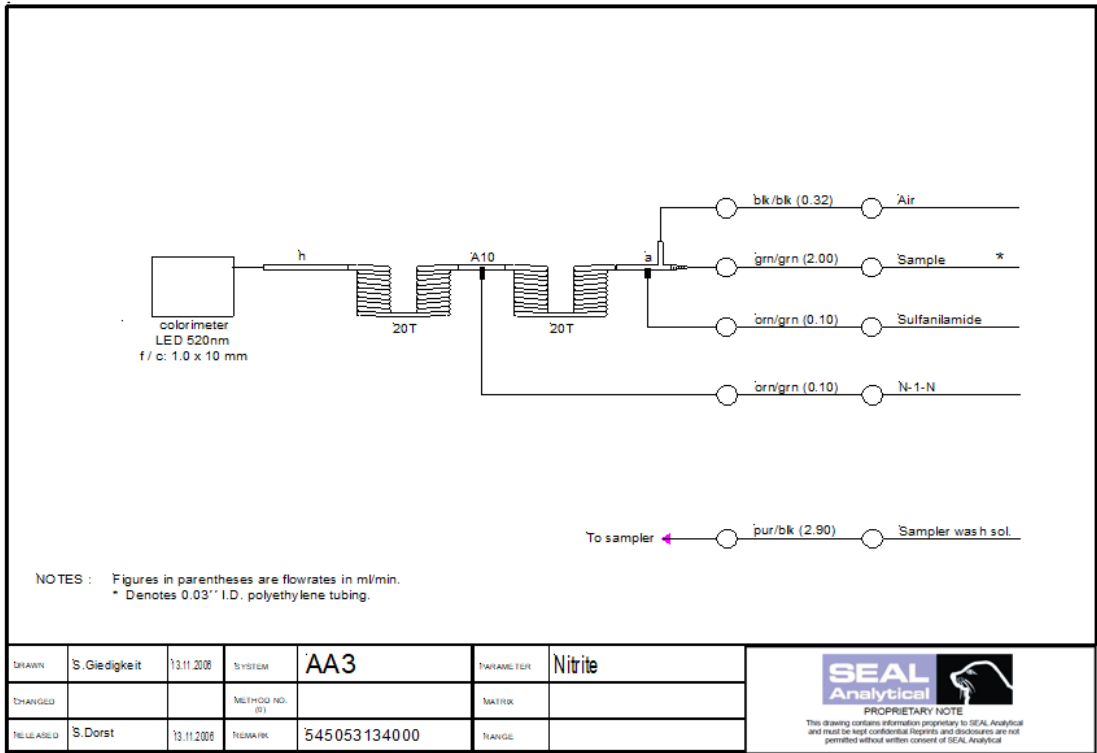 blk/blk (0.32) Air
h A10 a grn/grn (2.00) Sample *
20T 20T
colorimeter
LED 520nm
f / c: 1.0 x 10 mm
orn/grn (0.10) Sulfanilamide
orn/grn (0.10) N-1-N
To sampler pur/blk (2.90) Sampler wash sol.
NOTES : Figures in parentheses are flowrates in ml/min.
* Denotes 0.03'' I.D. polyethylene tubing.
DRAWN S.Giedigkeit 13.11.2006 SYSTEM AA3 PARAMETER Nitrite
CHANGED METHOD NO. (0) MATRIX
RELEASED S.Dorst 13.11.2006 REMARK 545053134000 RANGE
SEAL
Analytical
PROPRIETARY NOTE
This drawing contains information proprietary to SEAL Analytical
and must be kept confidential.Reprints and disclosures are not
permitted without written consent of SEAL Analytical